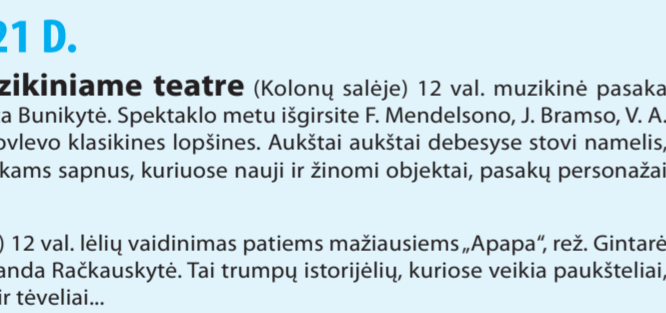 21 D.
zikiniame teatre (Kolonų salėje) 12 val. muzikinė pasaka
a Bunikytė. Spektaklo metu išgirsite F. Mendelsono, J. Bramso, V. A.
ovlevo klasikines lopšines. Aukštai aukštai debesyse stovi namelis,
kams sapnus, kuriuose nauji ir žinomi objektai, pasakų personažai
) 12 val. lėlių vaidinimas patiems mažiausiems „Apapa“, rež. Gintarė
anda Račkauskytė. Tai trumpų istorijėlių, kuriose veikia paukšteliai,
ir tėveliai...